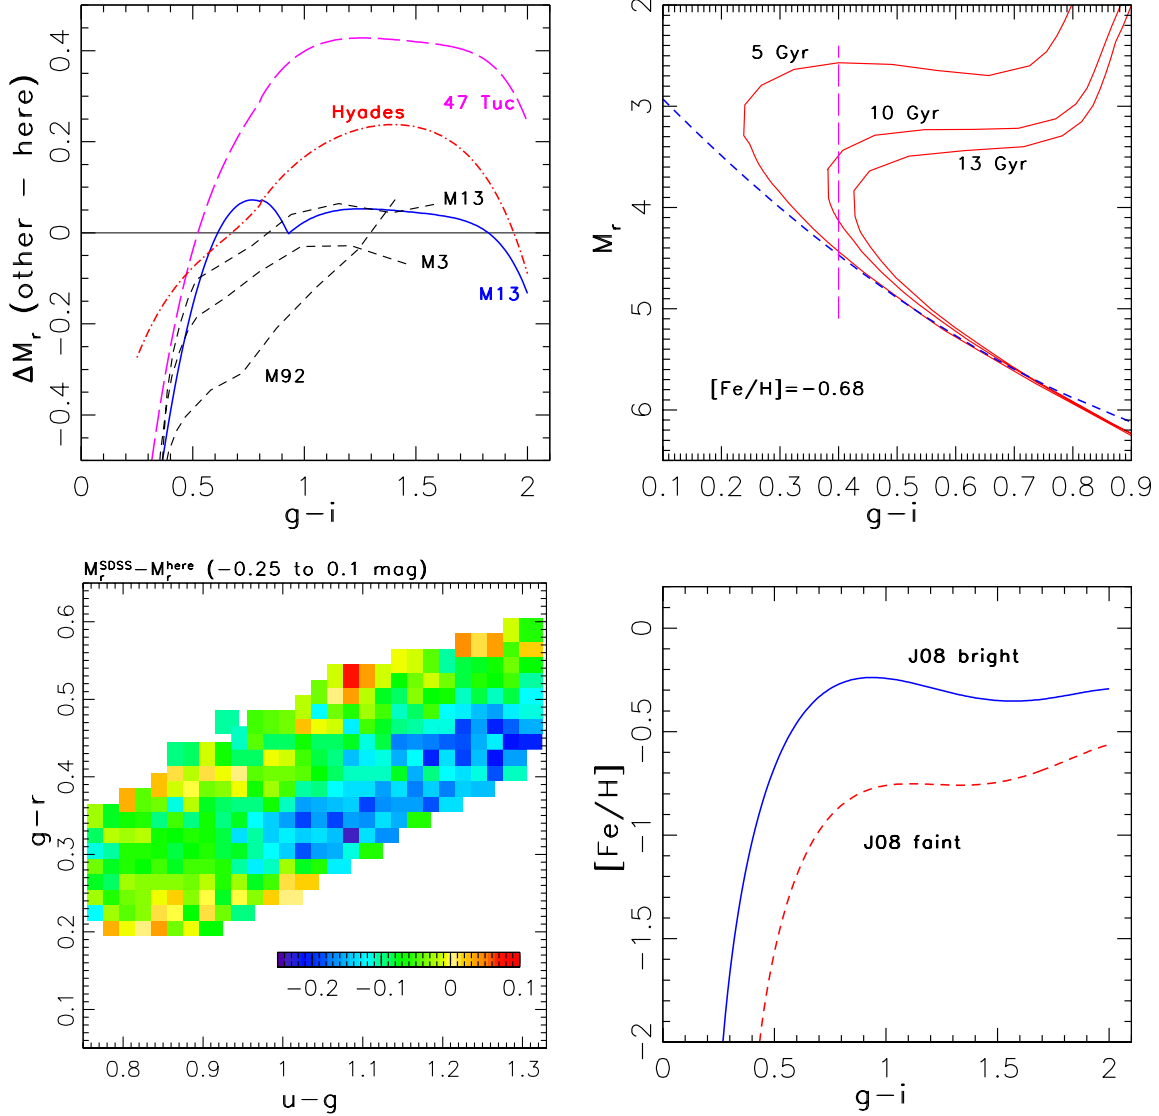 ΔM_r (other − here)
0.4
0.2
0
−0.2
−0.4
47 Tuc
Hyades
M13
M3
M13
M92
0 0.5 1 1.5 2
g−i
M_r
2
3
4
5
6
5 Gyr
10 Gyr
13 Gyr
[Fe/H]=−0.68
0.1 0.2 0.3 0.4 0.5 0.6 0.7 0.8 0.9
g−i
M_r^SDSS−M_r^here (−0.25 to 0.1 mag)
g−r
0.6
0.5
0.4
0.3
0.2
0.1
−0.2 −0.1 0 0.1
0.8 0.9 1 1.1 1.2 1.3
u−g
[Fe/H]
0
−0.5
−1
−1.5
−2
J08 bright
J08 faint
0 0.5 1 1.5 2
g−i